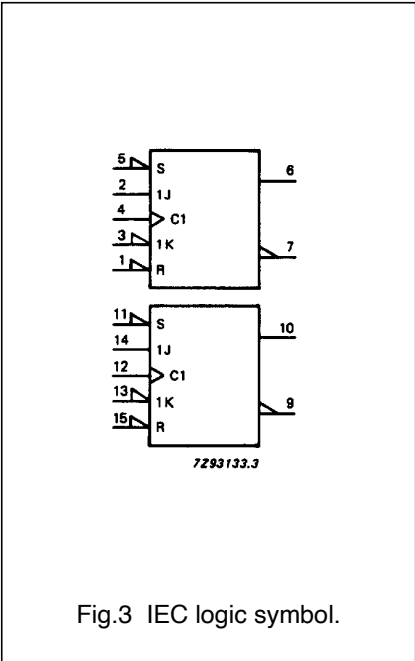 5 S 6
2 1J
4 C1
3 1K 7
1 R
11 S 10
14 1J
12 C1
13 1K 9
15 R
7Z93133.3
Fig.3 IEC logic symbol.